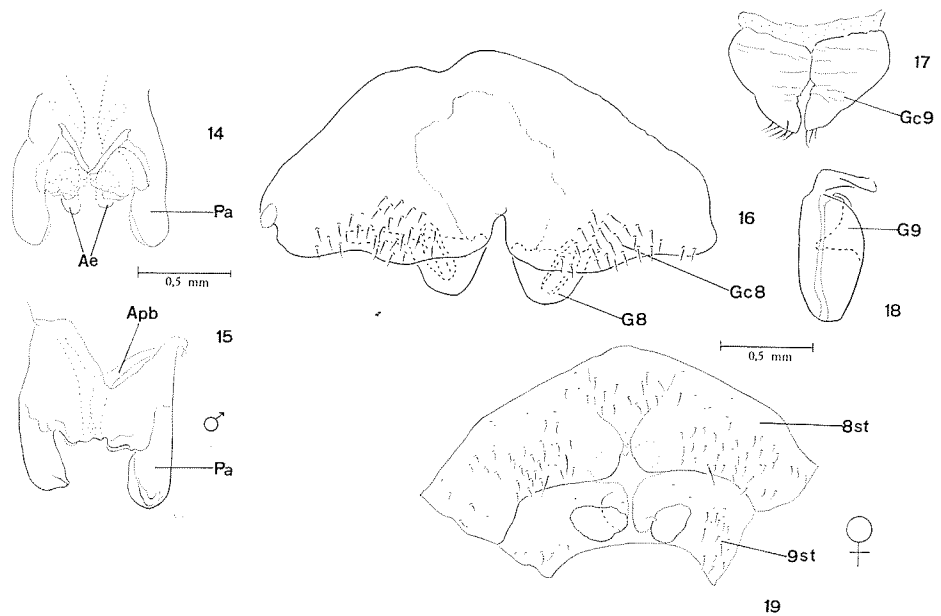 14
Pa
Ae
0,5 mm
Apb
15
♂
Pa
16
Gc8
G8
17
Gc9
G9
18
0,5 mm
8st
9st
♀
19